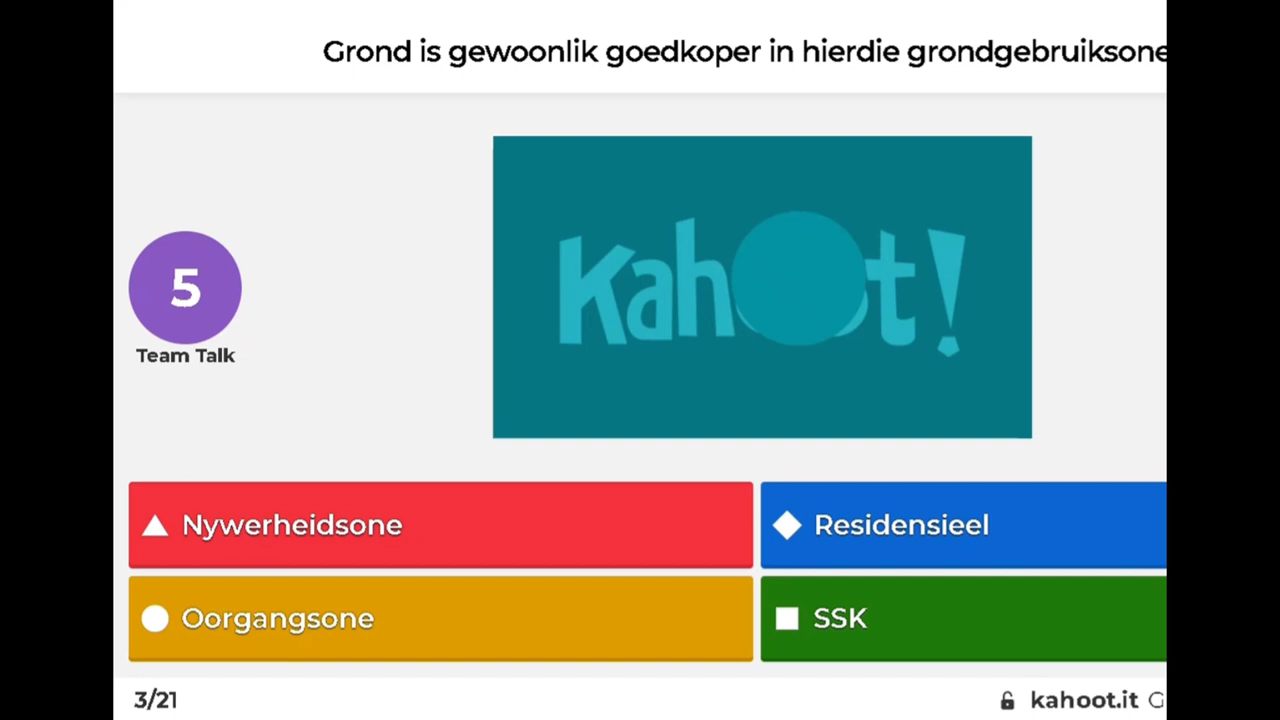 Grond is gewoonlik goedkoper in hierdie grondgebruiksone
Kahoot!
5
Team Talk
Nywerheidsone
Residensieel
Oorgangsone
SSK
3/21
kahoot.it G